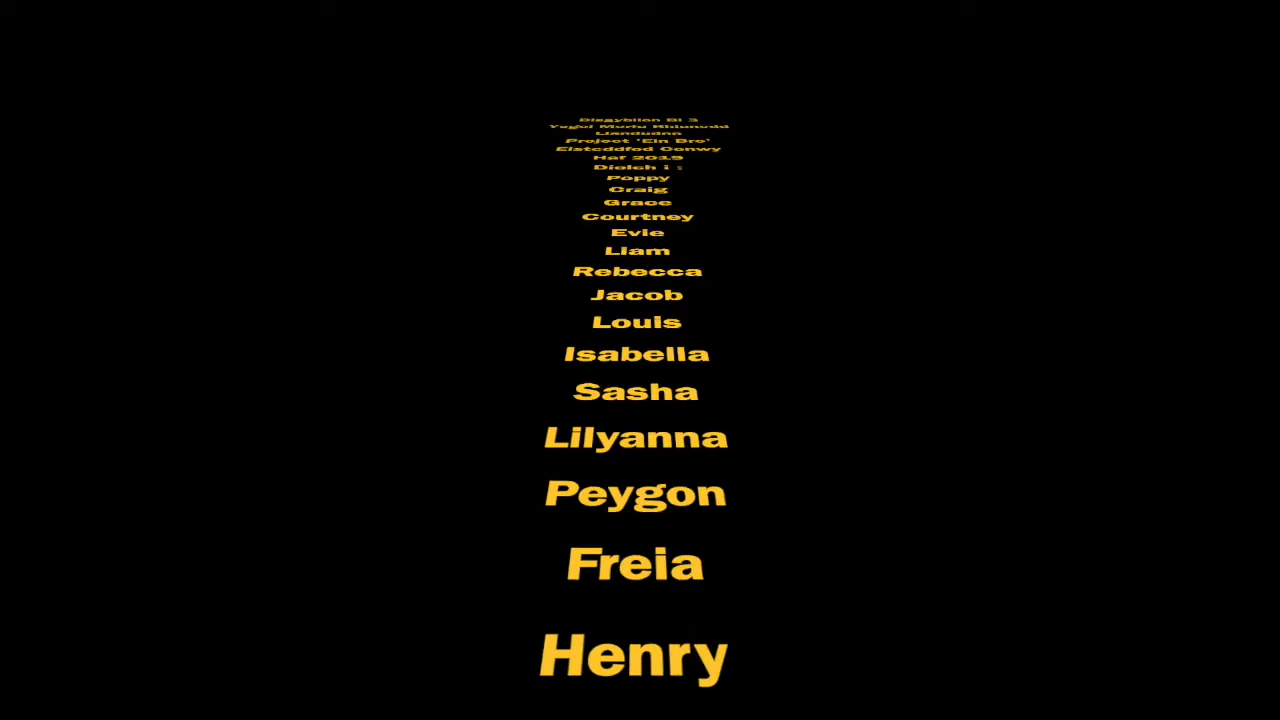 Disgyblion Bl 3
Ysgol Morfa Rhianedd
Llandudno
Project 'Ein Bro'
Eisteddfod Conwy
Haf 2019
Diolch i :
Poppy
Craig
Grace
Courtney
Evie
Liam
Rebecca
Jacob
Louis
Isabella
Sasha
Lilyanna
Peygon
Freia
Henry